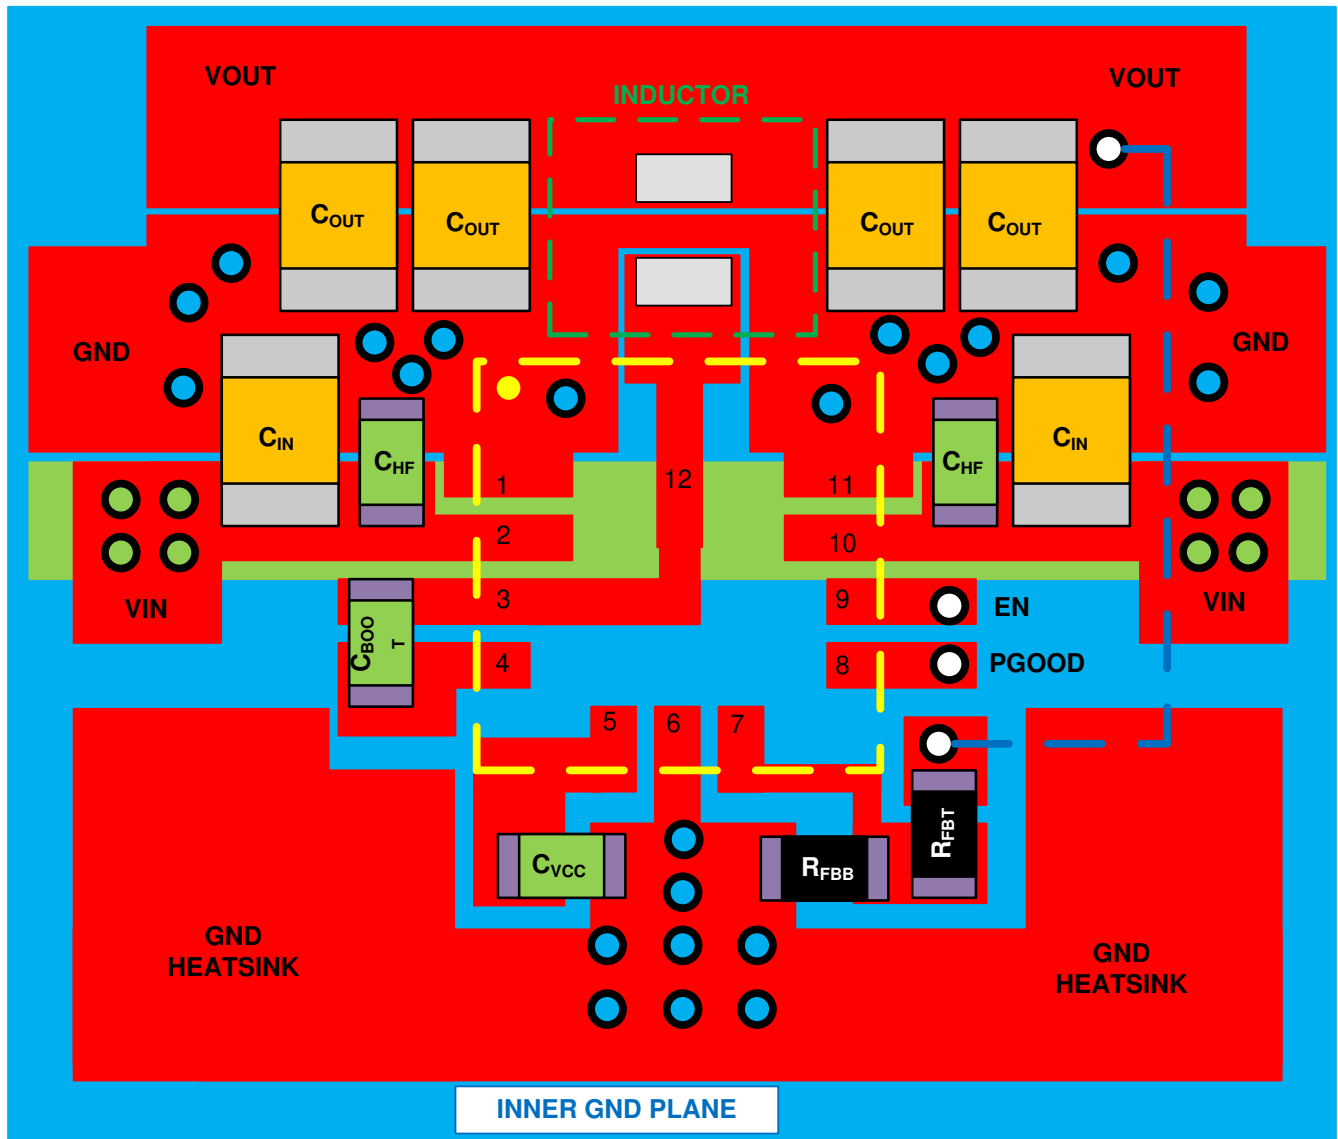 VOUT
VOUT
INDUCTOR
COUT
COUT
COUT
COUT
GND
GND
CIN
CHF
CHF
CIN
1
12
11
2
10
3
9
EN
VIN
VIN
CBOO
T
4
8
PGOOD
5
6
7
CVCC
RFBB
RFBT
GND
HEATSINK
GND
HEATSINK
INNER GND PLANE